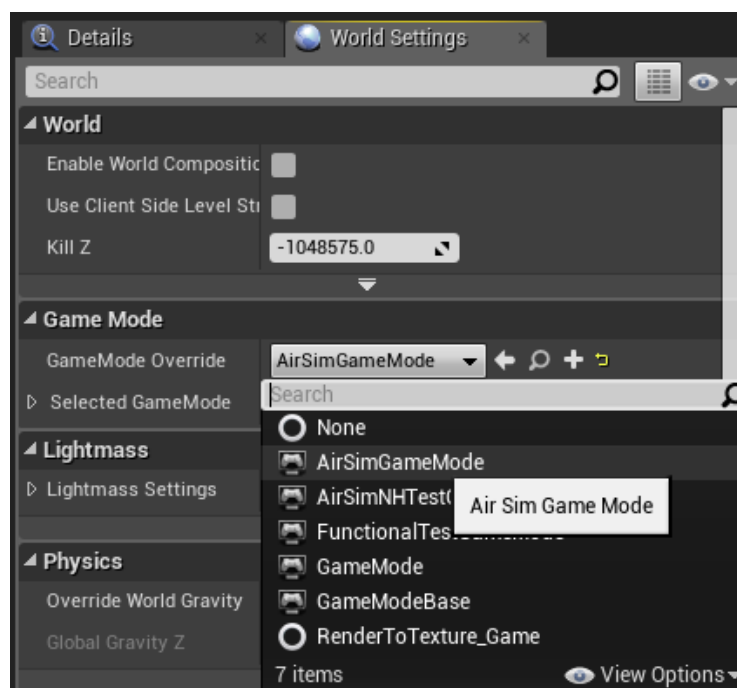 Details
World Settings
Search
World
Enable World Compositic
Use Client Side Level Str
Kill Z
-1048575.0
Game Mode
GameMode Override
AirSimGameMode
Selected GameMode
Search
None
AirSimGameMode
AirSimNHTest
Air Sim Game Mode
GameMode
GameModeBase
RenderToTexture_Game
7 items
View Options
Lightmass
Lightmass Settings
Physics
Override World Gravity
Global Gravity Z